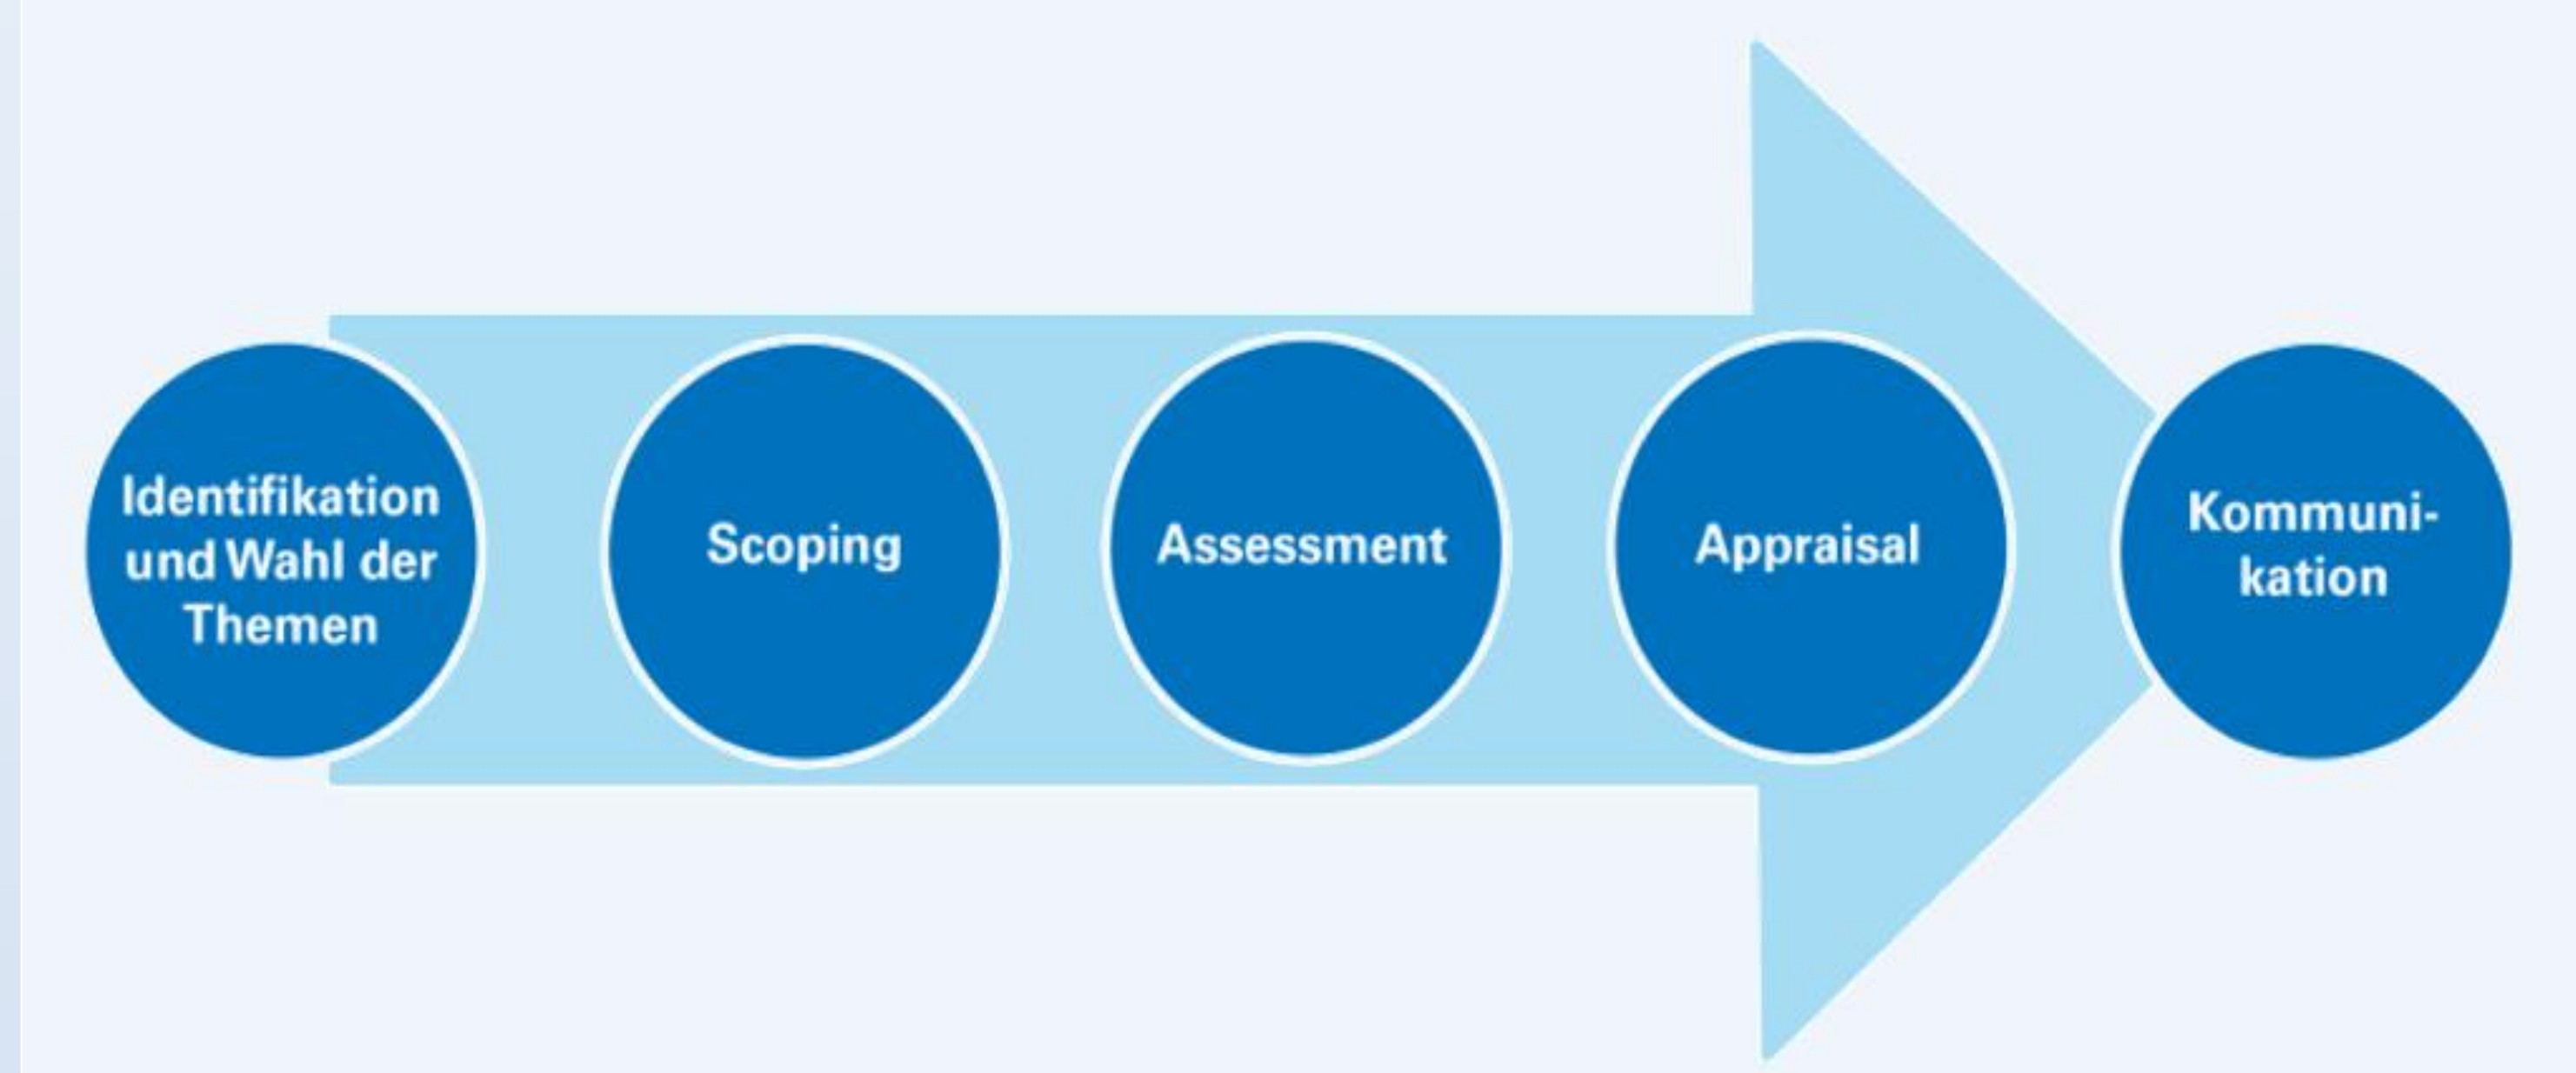 Identifikation
und Wahl der
Themen
Scoping
Assessment
Appraisal
Kommuni-
kation